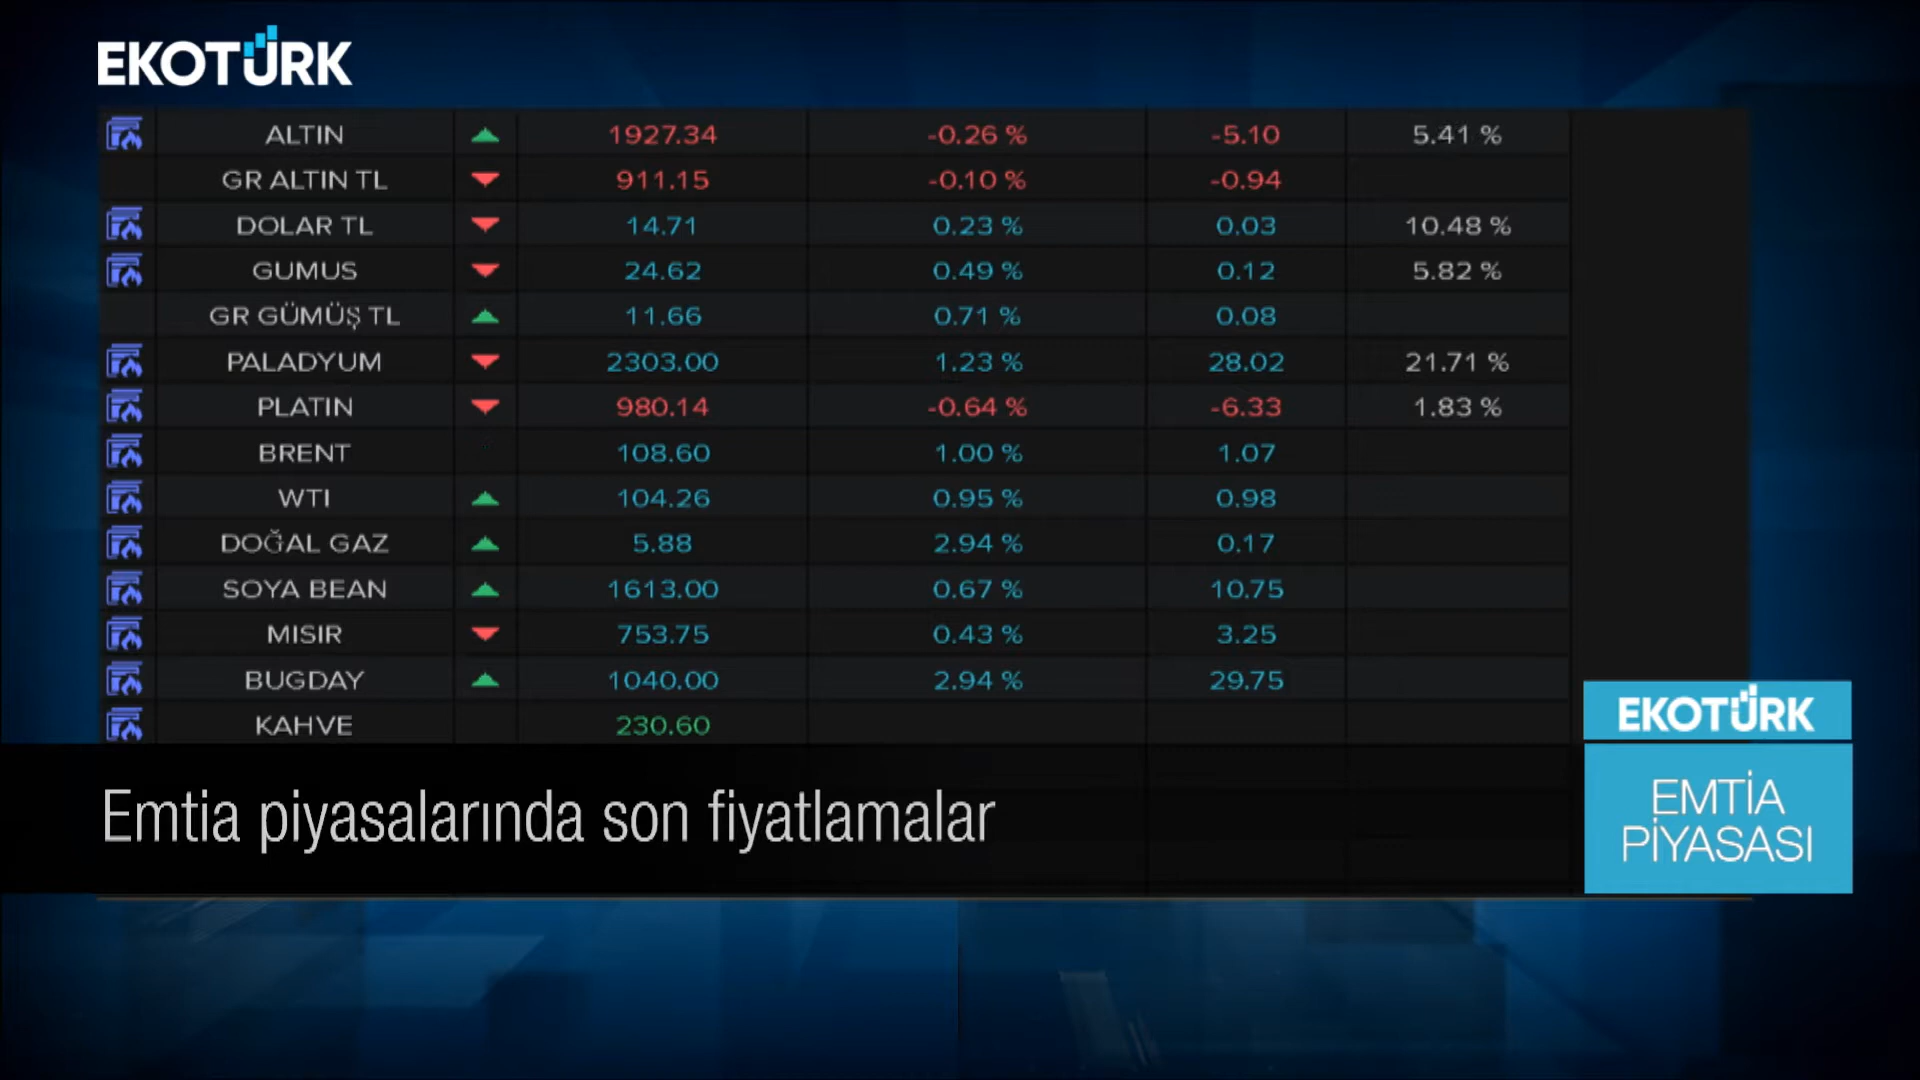 EKOTÜRK
ALTIN 1927.34 -0.26 % -5.10 5.41 %
GR ALTIN TL 911.15 -0.10 % -0.94
DOLAR TL 14.71 0.23 % 0.03 10.48 %
GUMUS 24.62 0.49 % 0.12 5.82 %
GR GÜMÜŞ TL 11.66 0.71 % 0.08
PALADYUM 2303.00 1.23 % 28.02 21.71 %
PLATIN 980.14 -0.64 % -6.33 1.83 %
BRENT 108.60 1.00 % 1.07
WTI 104.26 0.95 % 0.98
DOĞAL GAZ 5.88 2.94 % 0.17
SOYA BEAN 1613.00 0.67 % 10.75
MISIR 753.75 0.43 % 3.25
BUGDAY 1040.00 2.94 % 29.75
KAHVE 230.60
EKOTÜRK
Emtia piyasalarında son fiyatlamalar
EMTİA
PİYASASI